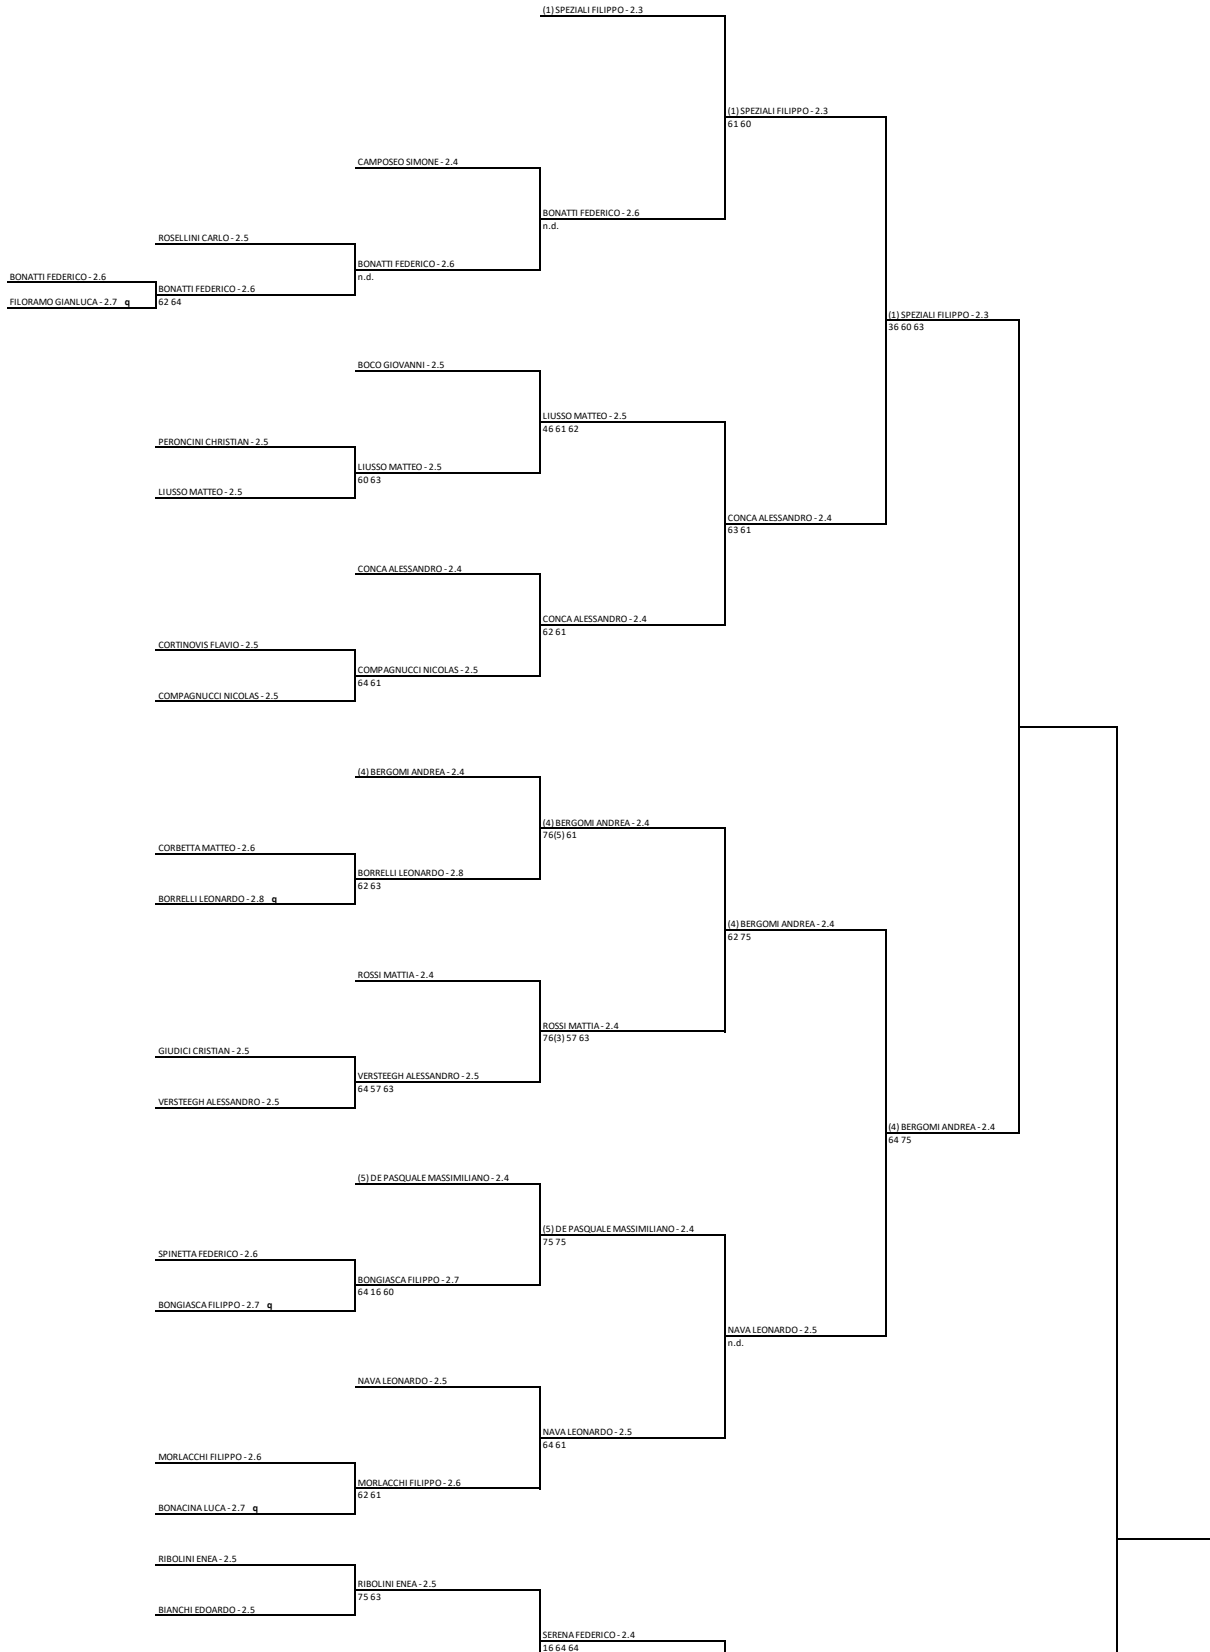 (1) SPEZIALI FILIPPO - 2.3
(1) SPEZIALI FILIPPO - 2.3
61 60
CAMPOSEO SIMONE - 2.4
BONATTI FEDERICO - 2.6
n.d.
ROSELLINI CARLO - 2.5
BONATTI FEDERICO - 2.6
n.d.
BONATTI FEDERICO - 2.6
BONATTI FEDERICO - 2.6
62 64
FILORAMO GIANLUCA - 2.7 q
(1) SPEZIALI FILIPPO - 2.3
36 60 63
BOCO GIOVANNI - 2.5
LIUSSO MATTEO - 2.5
46 61 62
PERONCINI CHRISTIAN - 2.5
LIUSSO MATTEO - 2.5
60 63
LIUSSO MATTEO - 2.5
CONCA ALESSANDRO - 2.4
63 61
CONCA ALESSANDRO - 2.4
CONCA ALESSANDRO - 2.4
62 61
CORTINOVIS FLAVIO - 2.5
COMPAGNUCCI NICOLAS - 2.5
64 61
COMPAGNUCCI NICOLAS - 2.5
(4) BERGOMI ANDREA - 2.4
(4) BERGOMI ANDREA - 2.4
76(5) 61
CORBETTA MATTEO - 2.6
BORRELLI LEONARDO - 2.8
62 63
BORRELLI LEONARDO - 2.8 q
(4) BERGOMI ANDREA - 2.4
62 75
ROSSI MATTIA - 2.4
ROSSI MATTIA - 2.4
76(3) 57 63
GIUDICI CRISTIAN - 2.5
VERSTEEGH ALESSANDRO - 2.5
64 57 63
VERSTEEGH ALESSANDRO - 2.5
(4) BERGOMI ANDREA - 2.4
64 75
(5) DE PASQUALE MASSIMILIANO - 2.4
(5) DE PASQUALE MASSIMILIANO - 2.4
75 75
SPINETTA FEDERICO - 2.6
BONGIASCA FILIPPO - 2.7
64 16 60
BONGIASCA FILIPPO - 2.7 q
NAVA LEONARDO - 2.5
n.d.
NAVA LEONARDO - 2.5
NAVA LEONARDO - 2.5
64 61
MORLACCHI FILIPPO - 2.6
MORLACCHI FILIPPO - 2.6
62 61
BONACINA LUCA - 2.7 q
RIBOLINI ENEA - 2.5
RIBOLINI ENEA - 2.5
75 63
BIANCHI EDOARDO - 2.5
SERENA FEDERICO - 2.4
16 64 64